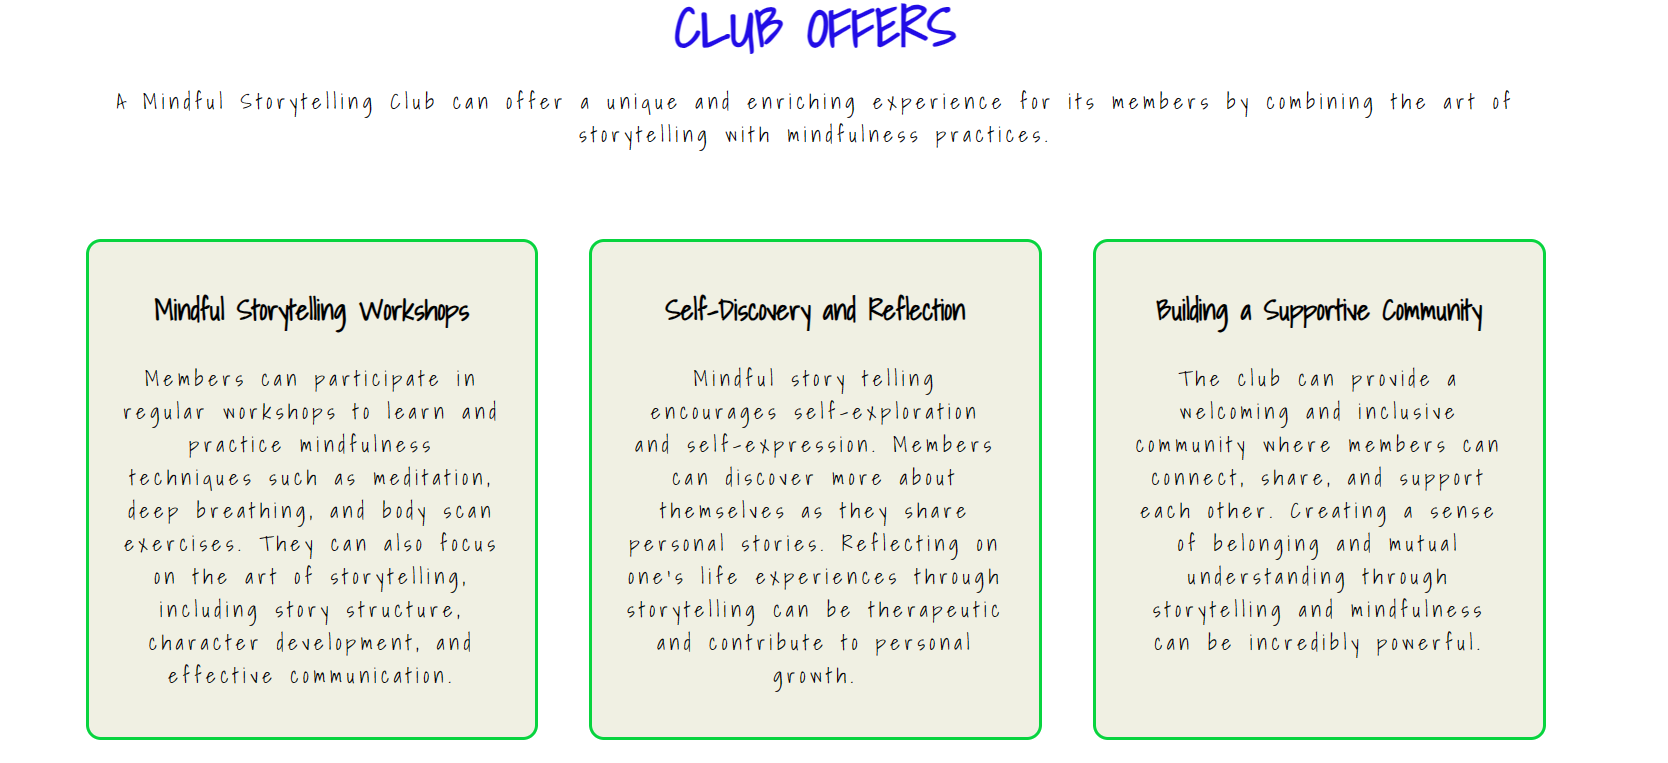 CLUB OFFERS
A Mindful Storytelling Club can offer a unique and enriching experience for its members by combining the art of
storytelling with mindfulness practices.
Mindful Storytelling Workshops
Members can participate in
regular workshops to learn and
practice mindfulness
techniques such as meditation,
deep breathing, and body scan
exercises. They can also focus
on the art of storytelling,
including story structure,
character development, and
effective communication.
Self-Discovery and Reflection
Mindful story telling
encourages self-exploration
and self-expression. Members
can discover more about
themselves as they share
personal stories. Reflecting on
one's life experiences through
storytelling can be therapeutic
and contribute to personal
growth.
Building a Supportive Community
The club can provide a
welcoming and inclusive
community where members can
connect, share, and support
each other. Creating a sense
of belonging and mutual
understanding through
storytelling and mindfulness
can be incredibly powerful.